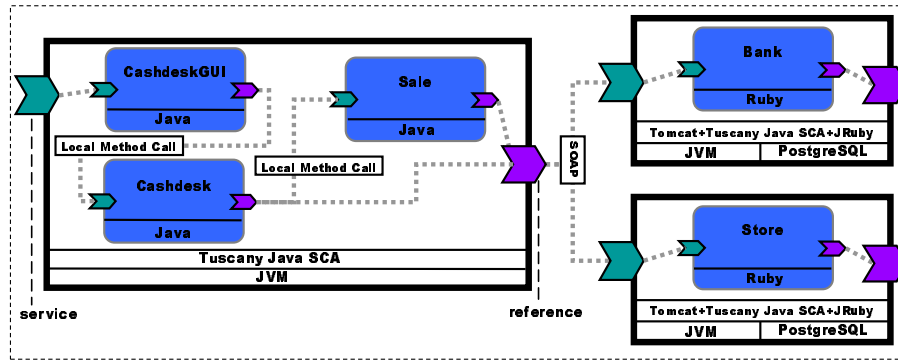 CashdeskGUI
Java
Local Method Call
Cashdesk
Java
Sale
Java
Local Method Call
Tuscany Java SCA
JVM
service
reference
SOAP
Bank
Ruby
Tomcat+Tuscany Java SCA+JRuby
JVM
PostgreSQL
Store
Ruby
Tomcat+Tuscany Java SCA+JRuby
JVM
PostgreSQL